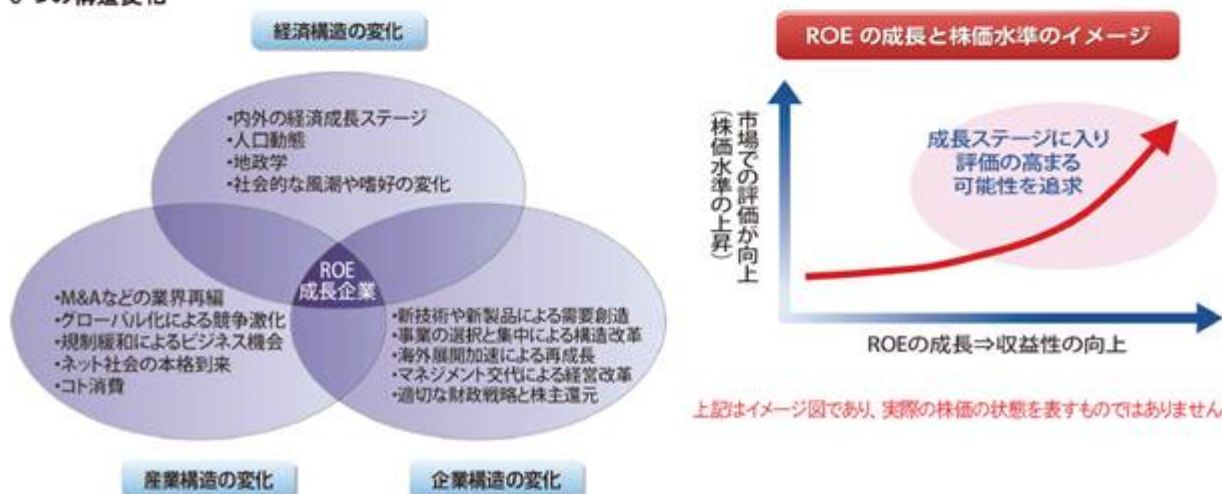 の構造変化
経済構造の変化
・内外の経済成長ステージ
・人口動態
・地政学
・社会的な風潮や嗜好の変化
ROE
成長企業
・M&Aなどの業界再編
・グローバル化による競争激化
・規制緩和によるビジネス機会
・ネット社会の本格到来
・コト消費
・新技術や新製品による需要創造
・事業の選択と集中による構造改革
・海外展開加速による再成長
・マネジメント交代による経営改革
・適切な財政戦略と株主還元
産業構造の変化
企業構造の変化
ROE の成長と株価水準のイメージ
市場での評価が向上
(株価水準の上昇)
成長ステージに入り
評価の高まる
可能性を追求
ROEの成長⇒収益性の向上
上記はイメージ図であり、実際の株価の状態を表すものではありません